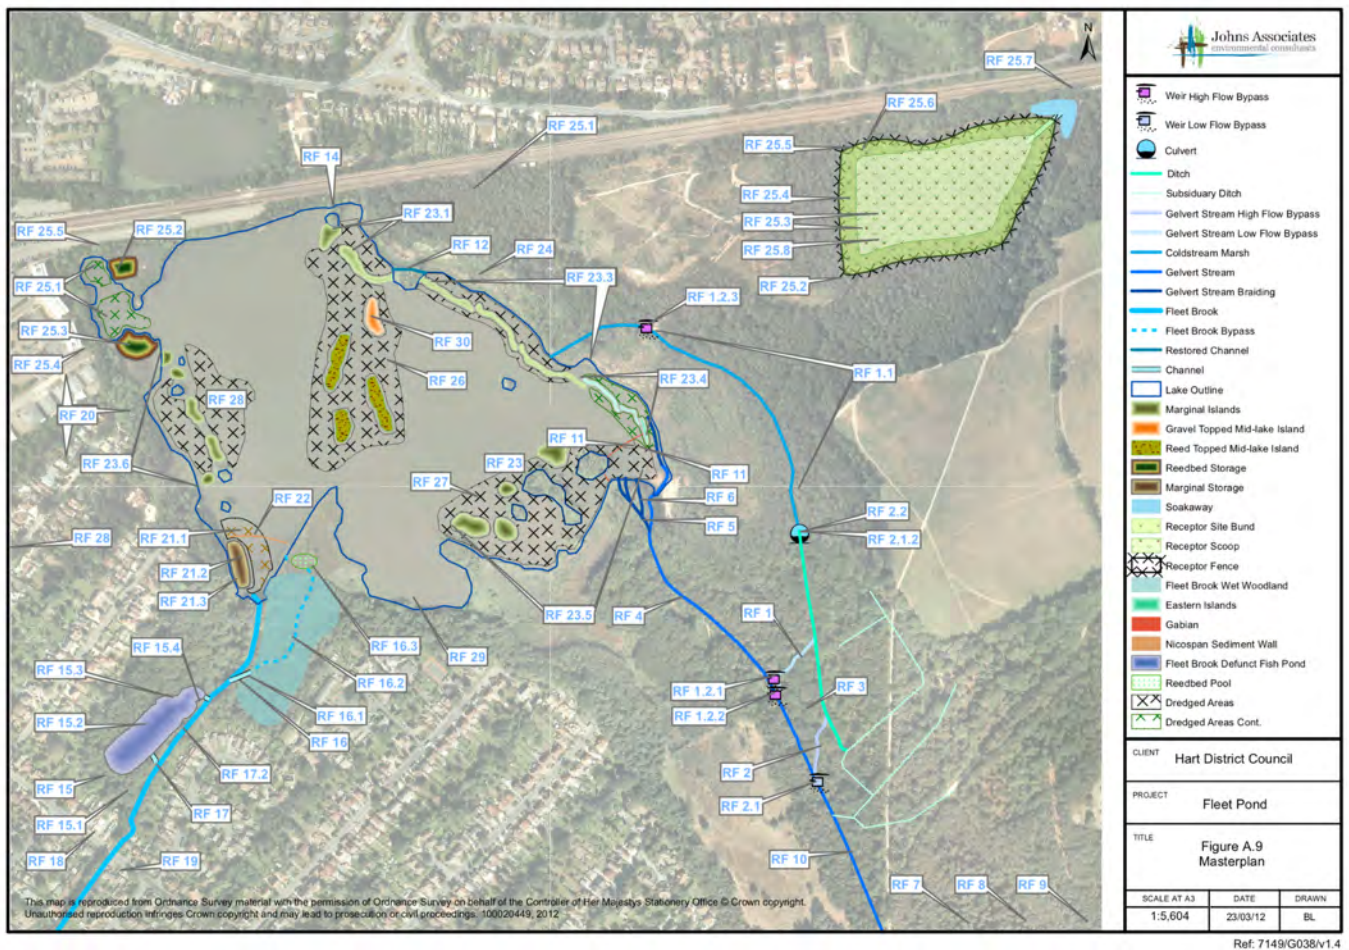 N
RF 25.7
RF 25.6
RF 25.1
RF 25.5
RF 14
RF 25.4
RF 25.3
RF 25.8
RF 25.2
RF 23.1
RF 25.5
RF 25.2
RF 12
RF 24
RF 23.3
RF 25.1
RF 1.2.3
RF 25.3
RF 30
RF 25.4
RF 26
RF 23.4
RF 1.1
RF 28
RF 20
RF 11
RF 23.6
RF 23
RF 11
RF 27
RF 22
RF 6
RF 2.2
RF 5
RF 28
RF 21.1
RF 2.1.2
RF 21.2
RF 21.3
RF 23.5
RF 4
RF 1
RF 15.4
RF 16.3
RF 29
RF 15.3
RF 16.2
RF 1.2.1
RF 3
RF 15.2
RF 16.1
RF 1.2.2
RF 16
RF 2
RF 17.2
RF 15
RF 2.1
RF 17
RF 15.1
RF 18
RF 19
RF 10
RF 7
RF 8
RF 9
This map is reproduced from Ordnance Survey material with the permission of Ordnance Survey on behalf of the Controller of Her Majestys Stationery Office © Crown copyright.
Unauthorised reproduction infringes Crown copyright and may lead to prosecution or civil proceedings. 100020449, 2012
Johns Associates
environmental consultants
Weir High Flow Bypass
Weir Low Flow Bypass
Culvert
Ditch
Subsiduary Ditch
Gelvert Stream High Flow Bypass
Gelvert Stream Low Flow Bypass
Coldstream Marsh
Gelvert Stream
Gelvert Stream Braiding
Fleet Brook
Fleet Brook Bypass
Restored Channel
Channel
Lake Outline
Marginal Islands
Gravel Topped Mid-lake Island
Reed Topped Mid-lake Island
Reedbed Storage
Marginal Storage
Soakaway
Receptor Site Bund
Receptor Scoop
Receptor Fence
Fleet Brook Wet Woodland
Eastern Islands
Gabian
Nicospan Sediment Wall
Fleet Brook Defunct Fish Pond
Reedbed Pool
Dredged Areas
Dredged Areas Cont.
CLIENT
Hart District Council
PROJECT
Fleet Pond
TITLE
Figure A.9
Masterplan
SCALE AT A3
DATE
DRAWN
1:5,604
23/03/12
BL
Ref: 7149/G038/v1.4